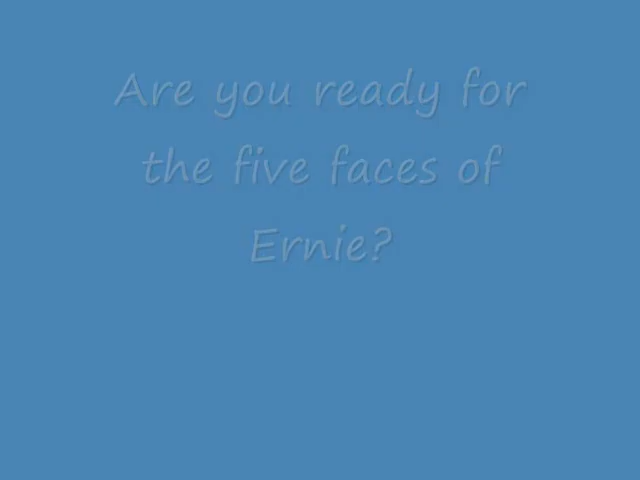 Are you ready for
the five faces of
Ernie?